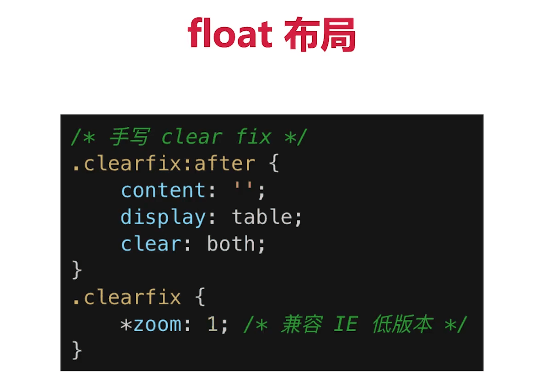 float 布局
/* 手写 clear fix */
.clearfix:after {
    content: '';
    display: table;
    clear: both;
}
.clearfix {
    *zoom: 1; /* 兼容 IE 低版本 */
}